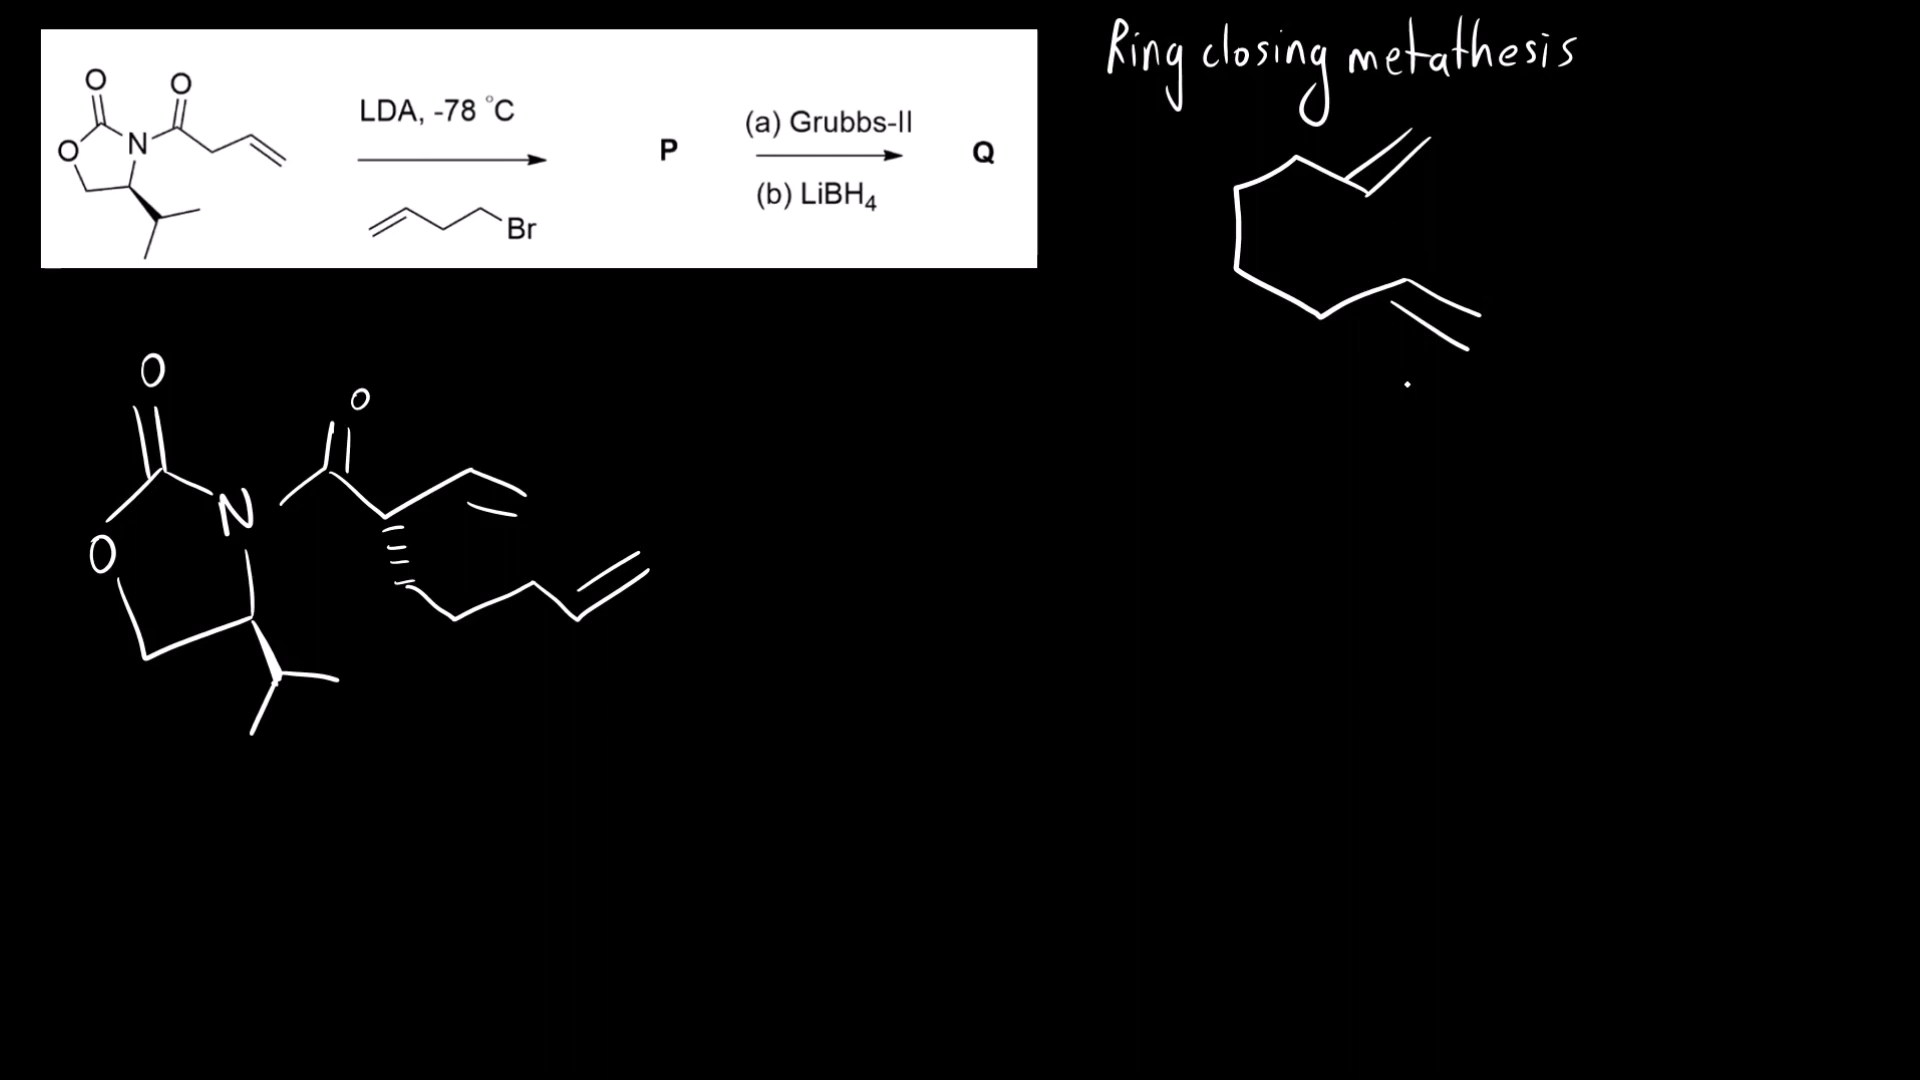 Ring closing metathesis
O
O
LDA, -78 °C
(a) Grubbs-II
N
O
P
Q
(b) LiBH4
Br
O
O
N
O